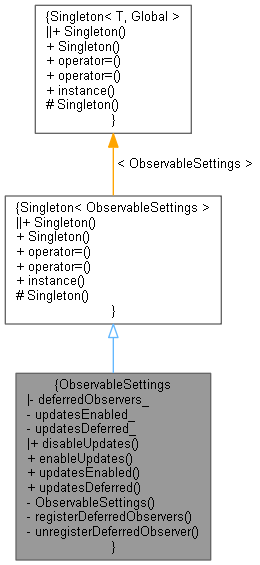 {Singleton< T, Global >
||+ Singleton()
+ Singleton()
+ operator=()
+ operator=()
+ instance()
# Singleton()
}
< ObservableSettings >
{Singleton< ObservableSettings >
||+ Singleton()
+ Singleton()
+ operator=()
+ operator=()
+ instance()
# Singleton()
}
{ObservableSettings
|- deferredObservers_
- updatesEnabled_
- updatesDeferred_
|+ disableUpdates()
+ enableUpdates()
+ updatesEnabled()
+ updatesDeferred()
- ObservableSettings()
- registerDeferredObservers()
- unregisterDeferredObserver()
}